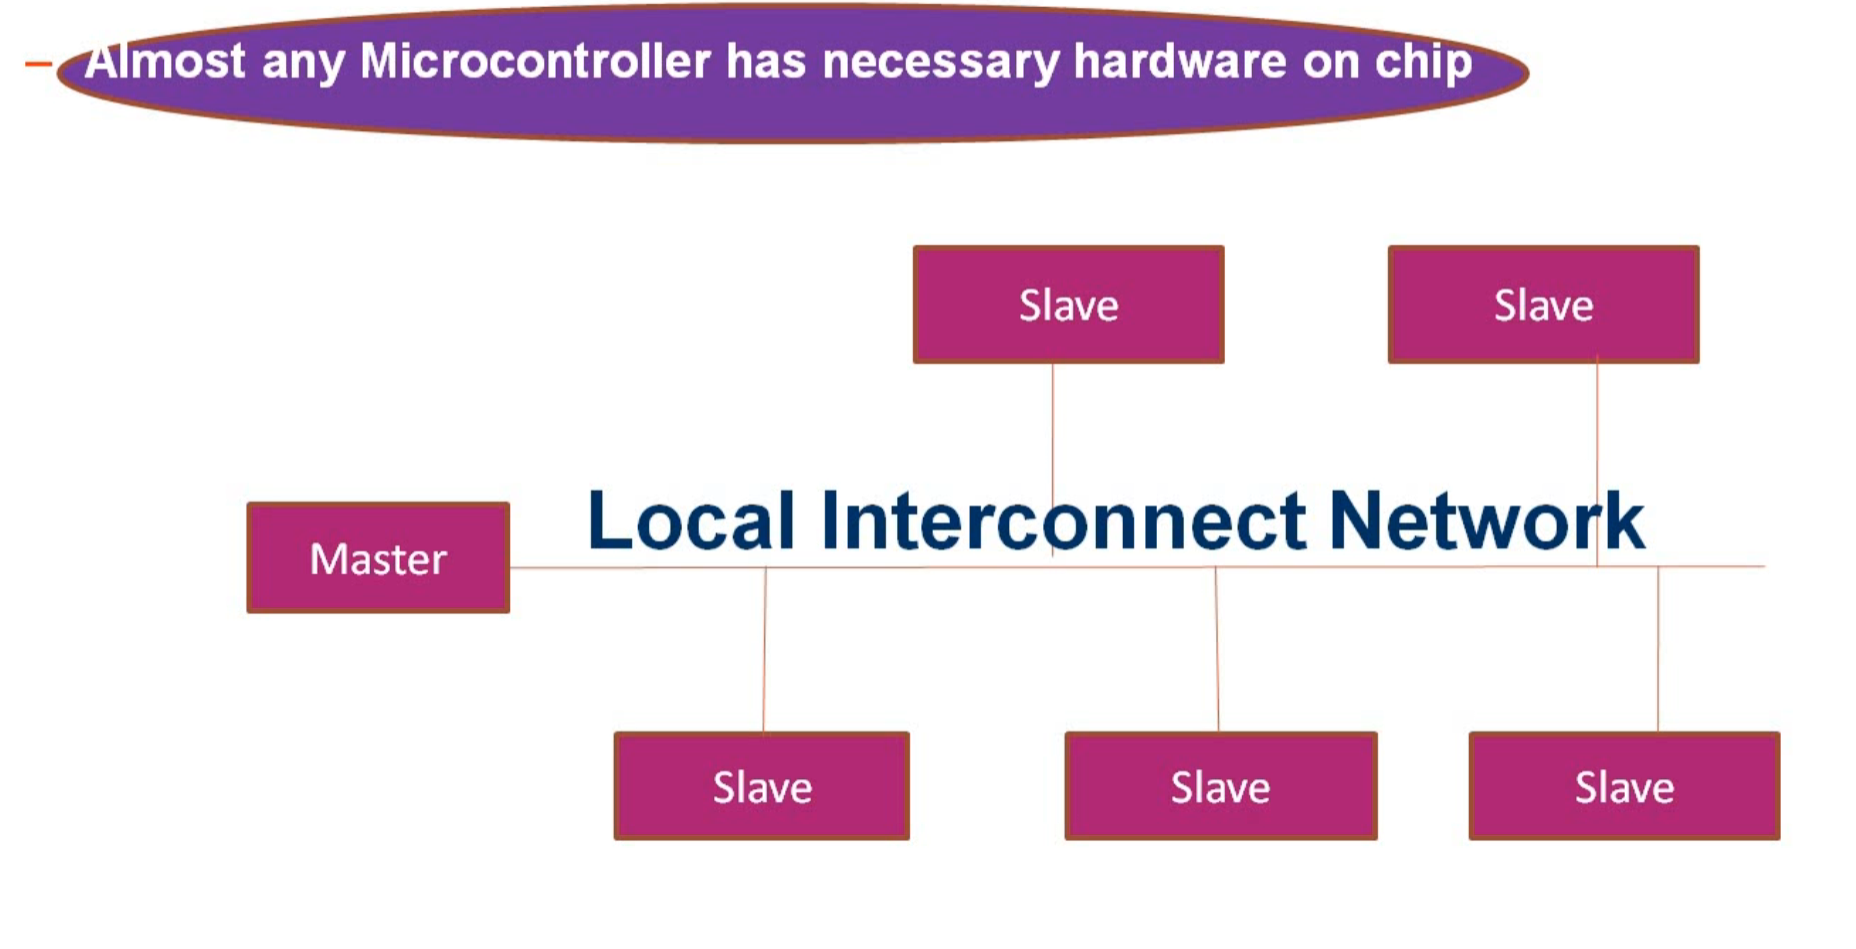 – Almost any Microcontroller has necessary hardware on chip
Slave
Slave
Local Interconnect Network
Master
Slave
Slave
Slave